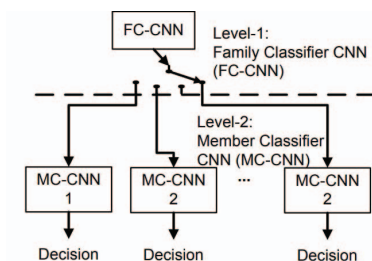 FC-CNN
Level-1:
Family Classifier CNN
(FC-CNN)
Level-2:
Member Classifier
CNN (MC-CNN)
MC-CNN
1
MC-CNN
2
...
MC-CNN
2
Decision
Decision
Decision